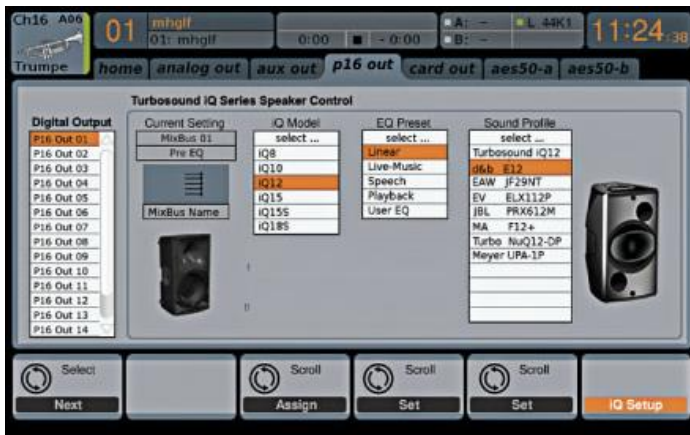 Ch16 A06
Trumpe
01
mhglf
01: mhglf
0:00 - 0:00
A: -
B: -
L 44K1
11:24:38
home analog out aux out p16 out card out aes50-a aes50-b
Turbosound iQ Series Speaker Control
Digital Output
P16 Out 01
P16 Out 02
P16 Out 03
P16 Out 04
P16 Out 05
P16 Out 06
P16 Out 07
P16 Out 08
P16 Out 09
P16 Out 10
P16 Out 11
P16 Out 12
P16 Out 13
P16 Out 14
Current Setting
MixBus 01
Pre EQ
MixBus Name
iQ Model
select ...
iQ8
iQ10
iQ12
iQ15
iQ15S
iQ18S
EQ Preset
select ...
Linear
Live-Music
Speech
Playback
User EQ
Sound Profile
select ...
Turbosound iQ12
d&b E12
EAW JF29NT
EV ELX112P
JBL PRX612M
MA F12+
Turbo NuQ12-DP
Meyer UPA-1P
Select
Next
Scroll
Assign
Scroll
Set
Scroll
Set
iQ Setup